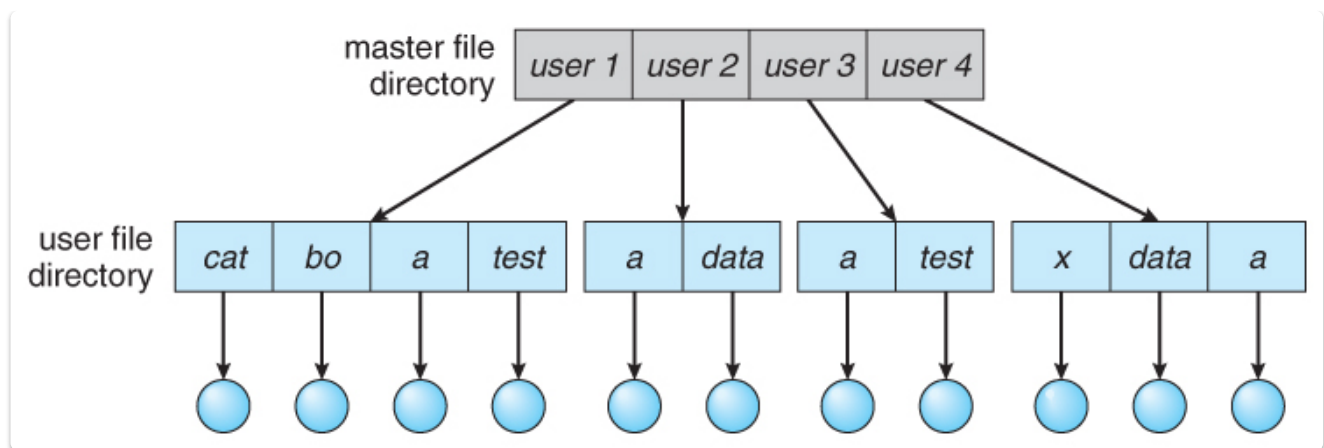 master file
directory
user 1 user 2 user 3 user 4
user file
directory
cat bo a test a data a test x data a